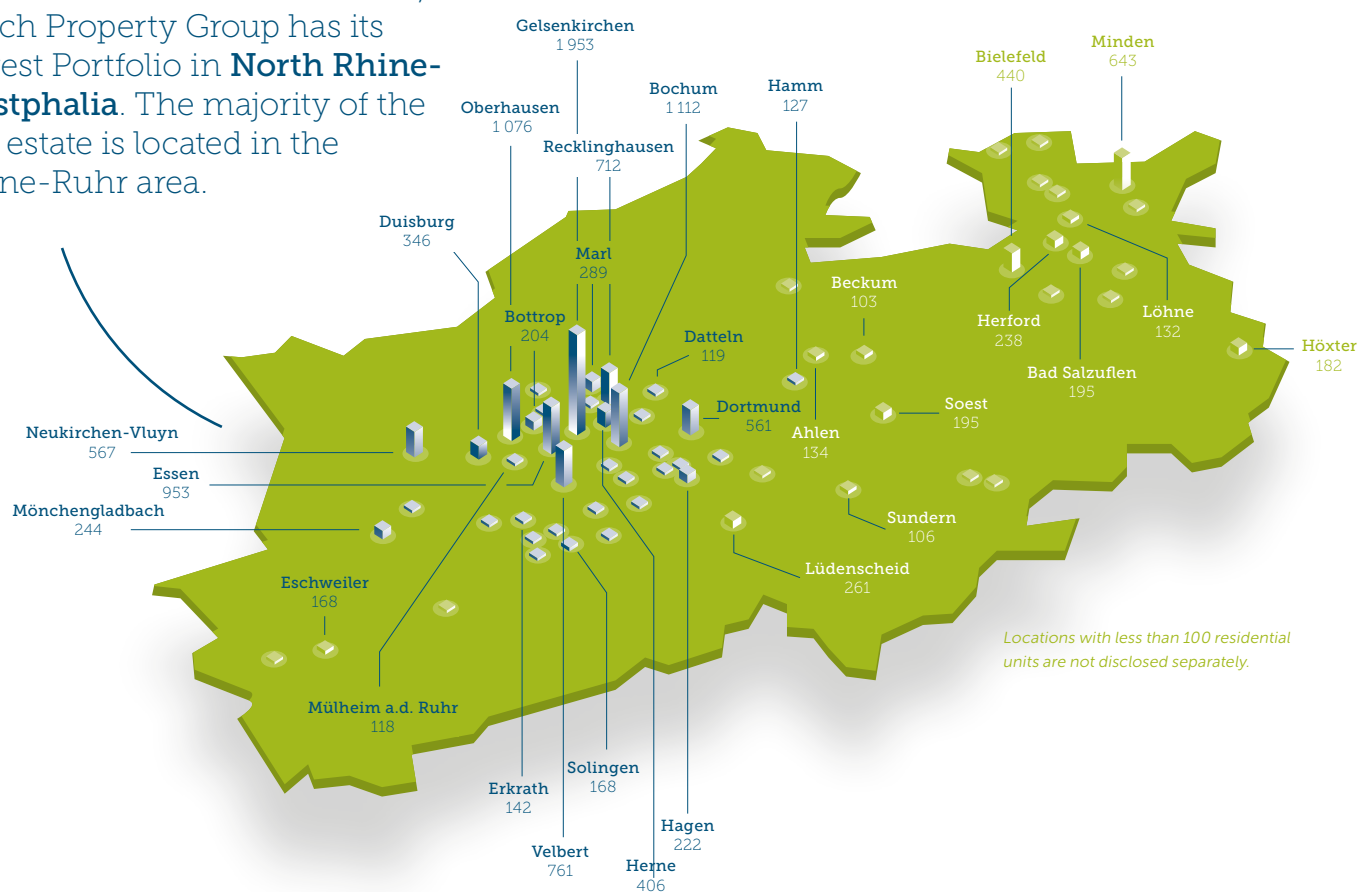 ch Property Group has its
est Portfolio in North Rhine-
stphalia. The majority of the
estate is located in the
ne-Ruhr area.
Gelsenkirchen
1 953
Minden
643
Bielefeld
440
Bochum
1 112
Hamm
127
Oberhausen
1 076
Recklinghausen
712
Duisburg
346
Marl
289
Beckum
103
Bottrop
204
Datteln
119
Herford
238
Löhne
132
Höxter
182
Bad Salzuflen
195
Dortmund
561
Soest
195
Ahlen
134
Neukirchen-Vluyn
567
Essen
953
Mönchengladbach
244
Sundern
106
Lüdenscheid
261
Eschweiler
168
Locations with less than 100 residential
units are not disclosed separately.
Mülheim a.d. Ruhr
118
Solingen
168
Erkrath
142
Hagen
222
Velbert
761
Herne
406